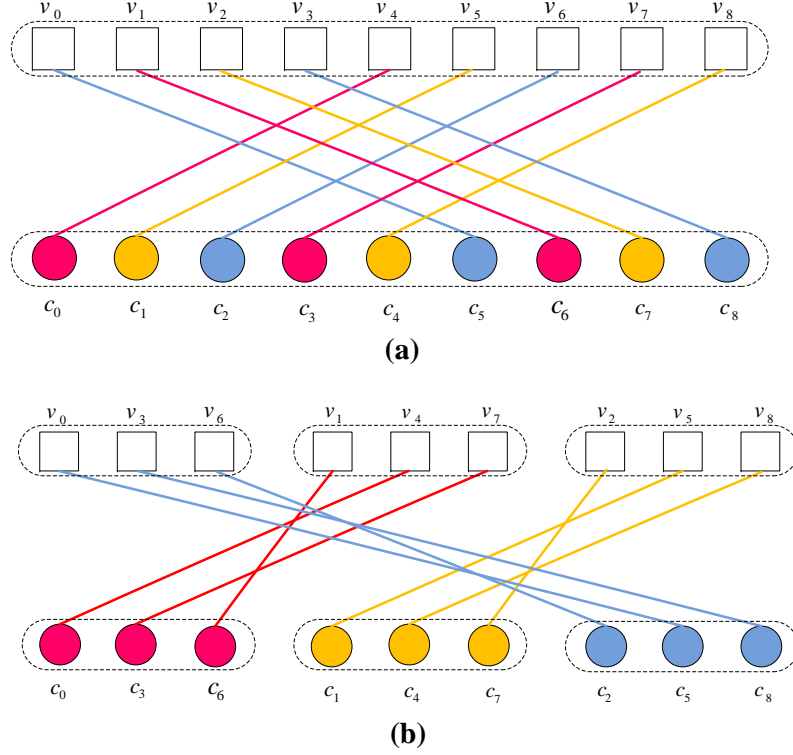 v0 v1 v2 v3 v4 v5 v6 v7 v8
c0 c1 c2 c3 c4 c5 c6 c7 c8
(a)
v0 v3 v6 v1 v4 v7 v2 v5 v8
c0 c3 c6 c1 c4 c7 c2 c5 c8
(b)